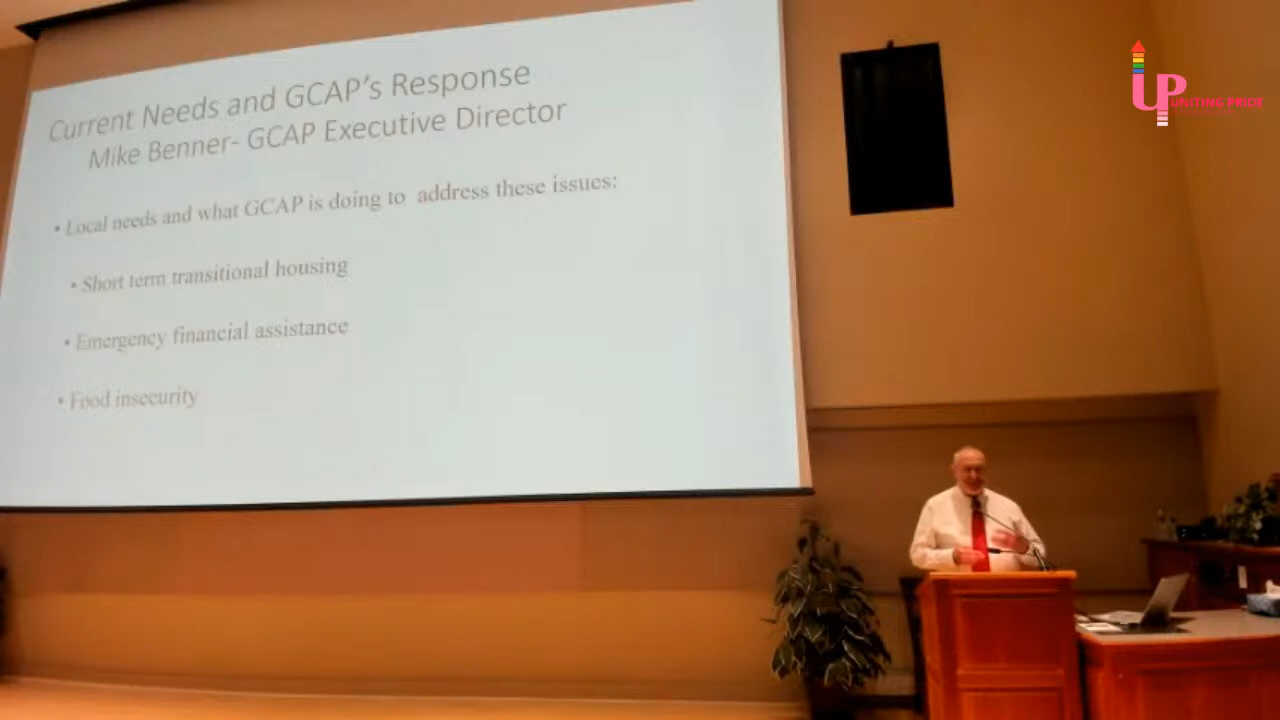 Current Needs and GCAP's Response
Mike Benner- GCAP Executive Director
• Local needs and what GCAP is doing to address these issues:
• Short term transitional housing
• Emergency financial assistance
• Food insecurity
UP
UNITING PRIDE